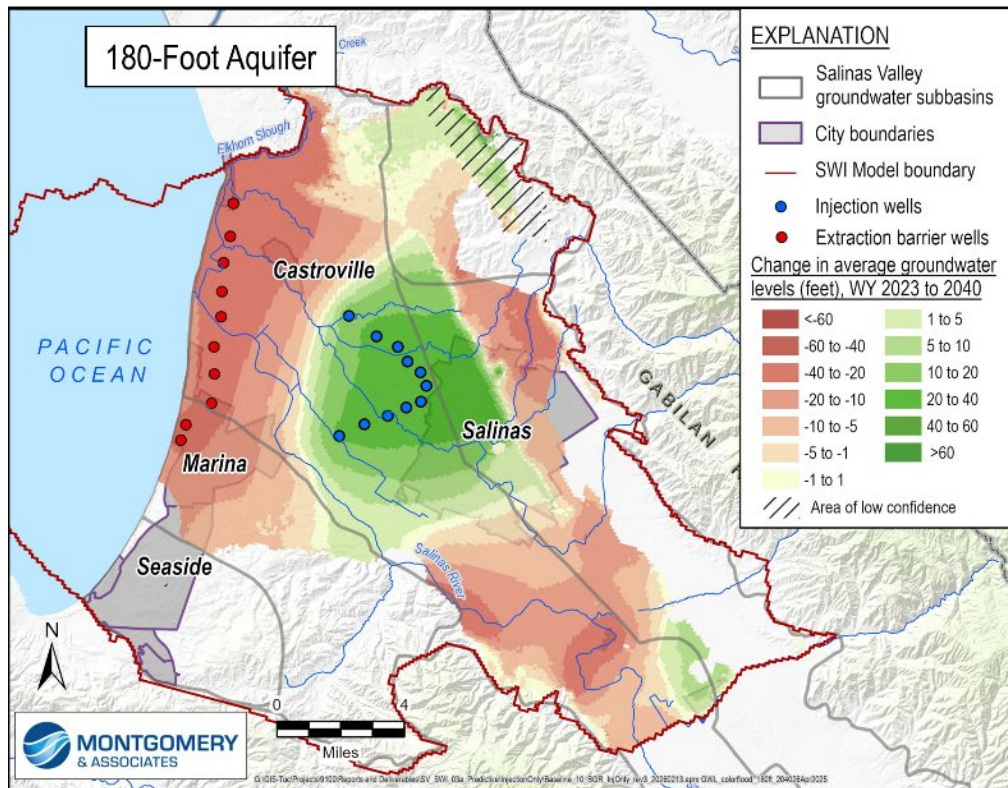 180-Foot Aquifer
Creek
Elkhorn Slough
Castroville
PACIFIC
OCEAN
Salinas
Marina
Seaside
Salinas
River
GABILAN
N
0 4
Miles
MONTGOMERY
& ASSOCIATES
EXPLANATION
Salinas Valley
groundwater subbasins
City boundaries
SWI Model boundary
Injection wells
Extraction barrier wells
Change in average groundwater
levels (feet), WY 2023 to 2040
<-60
-60 to -40
-40 to -20
-20 to -10
-10 to -5
-5 to -1
-1 to 1
1 to 5
5 to 10
10 to 20
20 to 40
40 to 60
>60
Area of low confidence